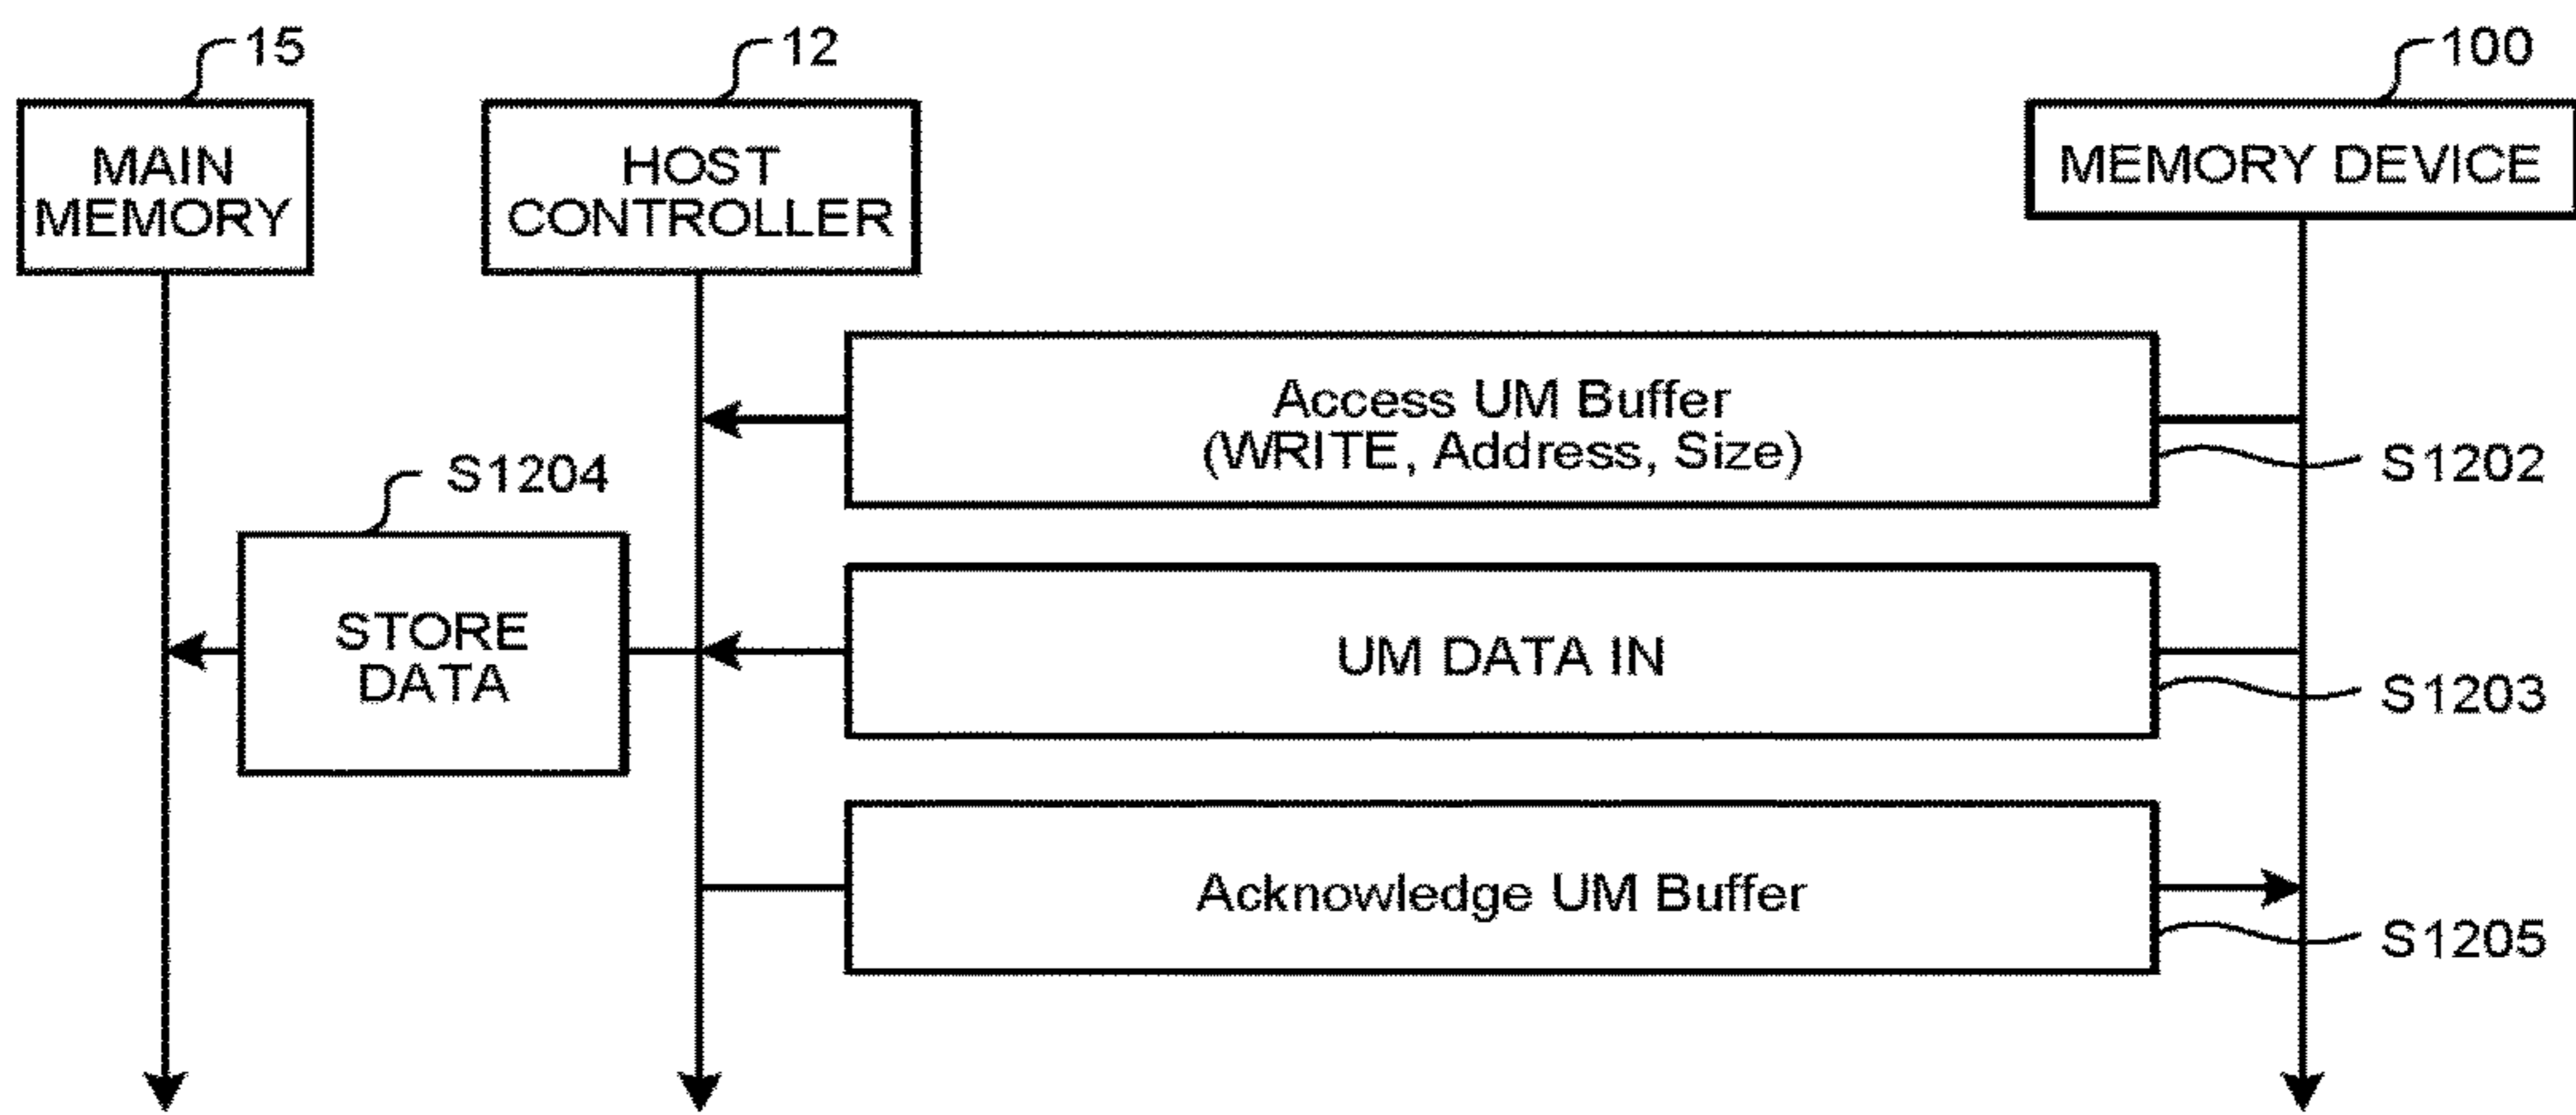 15
12
100
MAIN
MEMORY
HOST
CONTROLLER
MEMORY DEVICE
Access UM Buffer
(WRITE, Address, Size)
S1202
S1204
STORE
DATA
UM DATA IN
S1203
Acknowledge UM Buffer
S1205